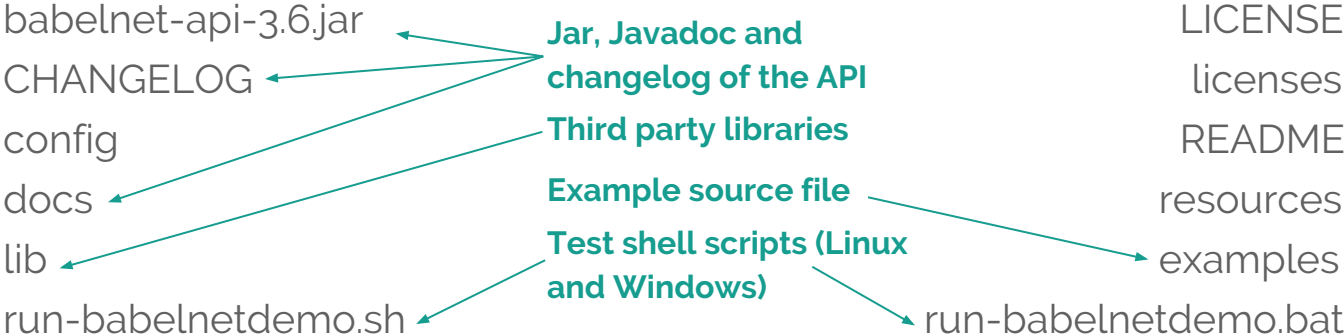 babelnet-api-3.6.jar
CHANGELOG
config
docs
lib
run-babelnetdemo.sh
Jar, Javadoc and
changelog of the API
Third party libraries
Example source file
Test shell scripts (Linux
and Windows)
LICENSE
licenses
README
resources
examples
run-babelnetdemo.bat